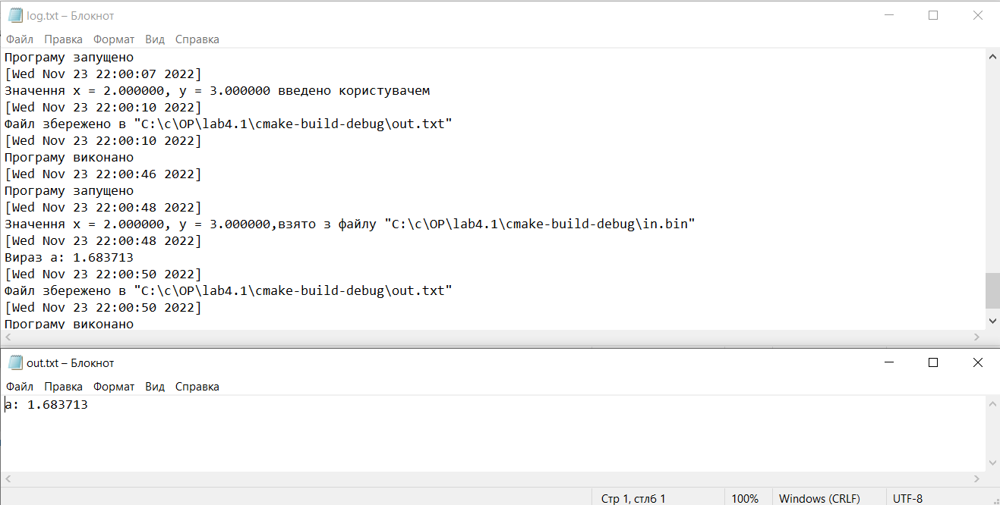 log.txt – Блокнот
Файл Правка Формат Вид Справка
Програму запущено
[Wed Nov 23 22:00:07 2022]
Значення x = 2.000000, y = 3.000000 введено користувачем
[Wed Nov 23 22:00:10 2022]
Файл збережено в "C:\c\OP\lab4.1\cmake-build-debug\out.txt"
[Wed Nov 23 22:00:10 2022]
Програму виконано
[Wed Nov 23 22:00:46 2022]
Програму запущено
[Wed Nov 23 22:00:48 2022]
Значення x = 2.000000, y = 3.000000,взято з файлу "C:\c\OP\lab4.1\cmake-build-debug\in.bin"
[Wed Nov 23 22:00:48 2022]
Вираз a: 1.683713
[Wed Nov 23 22:00:50 2022]
Файл збережено в "C:\c\OP\lab4.1\cmake-build-debug\out.txt"
[Wed Nov 23 22:00:50 2022]
Програму виконано
out.txt – Блокнот
Файл Правка Формат Вид Справка
a: 1.683713
Стр 1, стлб 1 100% Windows (CRLF) UTF-8